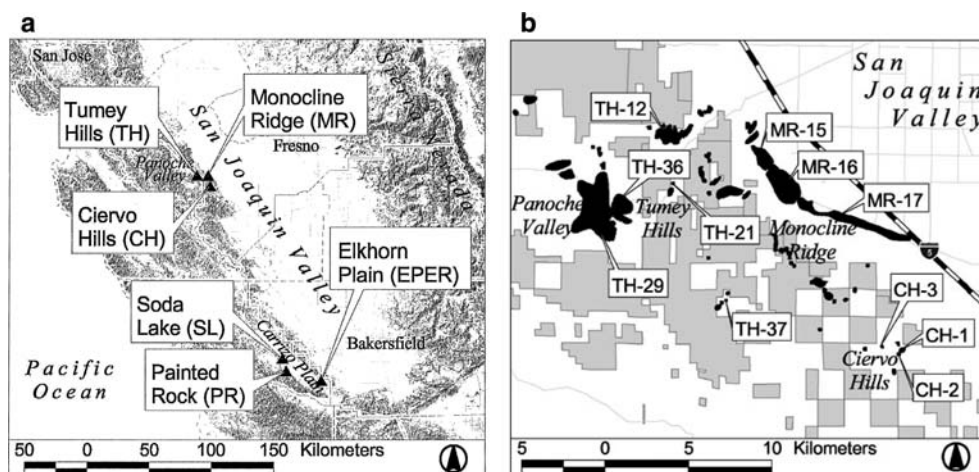 a
San Jose
Tumey
Hills (TH)
Monocline
Ridge (MR)
Panoche
Valley
San Joaquin Valley
Fresno
Sierra Nevada
Ciervo
Hills (CH)
Elkhorn
Plain (EPER)
Soda
Lake (SL)
Carrizo Plain
Bakersfield
Painted
Rock (PR)
Pacific
Ocean
50 0 50 100 150 Kilometers
b
San
Joaquin
Valley
TH-12
MR-15
TH-36
MR-16
MR-17
Panoche
Valley
Tumey
Hills
TH-21
Monocline
Ridge
5
TH-29
CH-3
TH-37
CH-1
Ciervo
Hills
CH-2
5 0 5 10 Kilometers